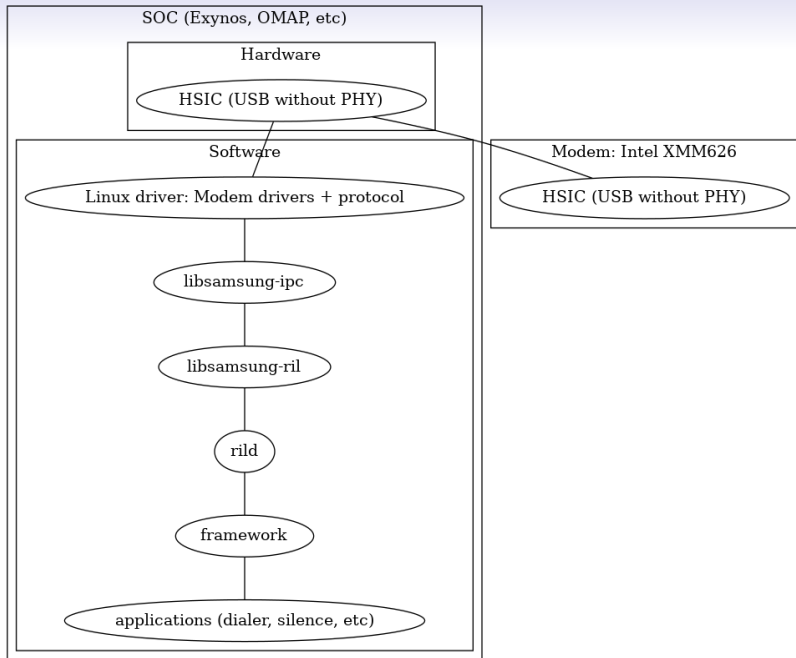 SOC (Exynos, OMAP, etc)
Hardware
HSIC (USB without PHY)
Software
Modem: Intel XMM626
Linux driver: Modem drivers + protocol
HSIC (USB without PHY)
libsamsung-ipc
libsamsung-ril
rild
framework
applications (dialer, silence, etc)